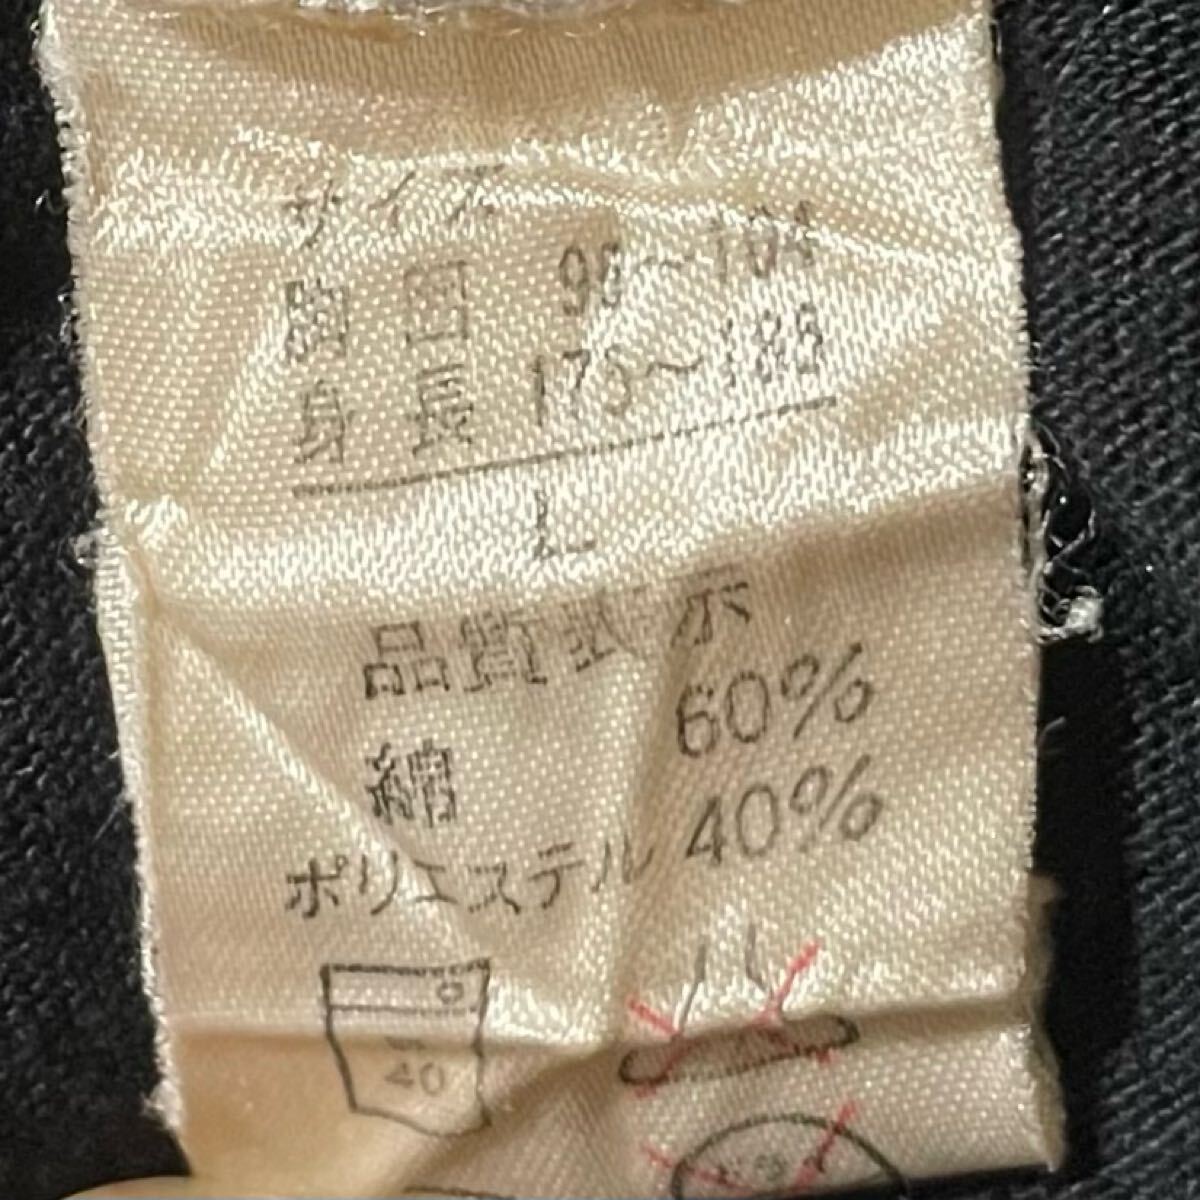 サイズ
胸囲 96~104
身長 175~188
L
品質表示
綿 60%
ポリエステル 40%
40